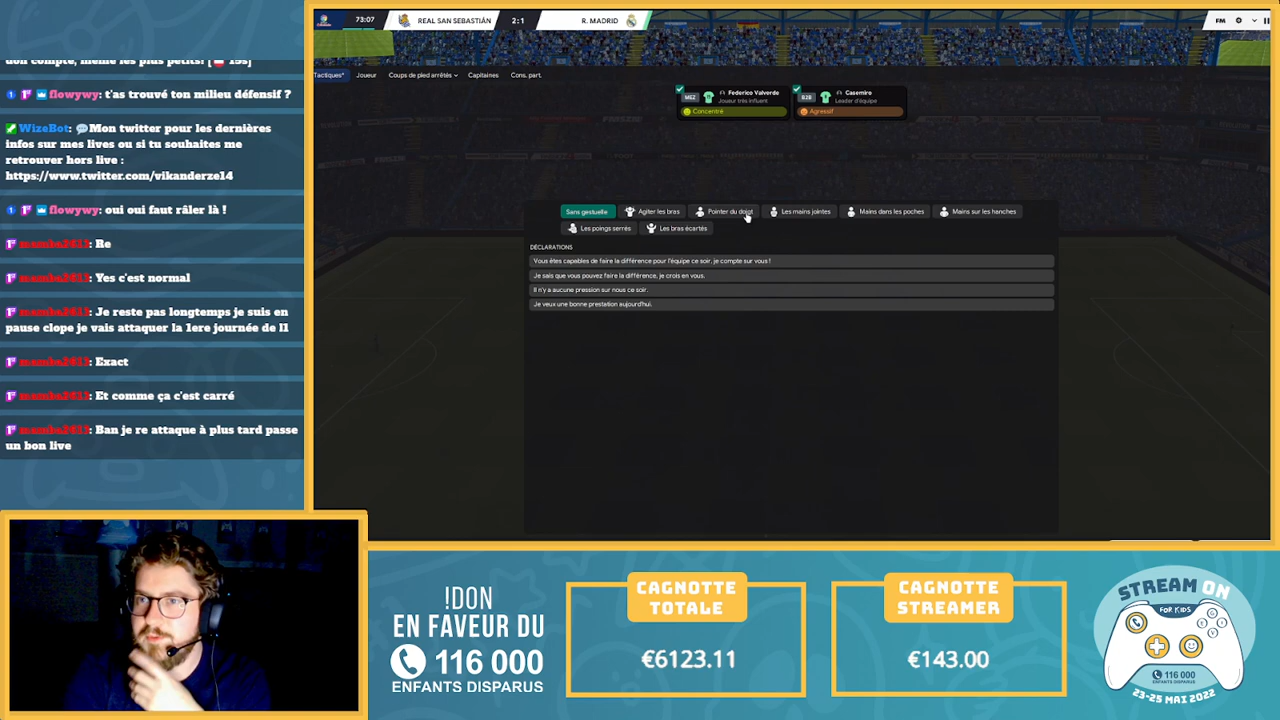 73:07 REAL SAN SEBASTIÁN 2:1 R. MADRID FM
Tactiques* Joueur Coups de pied arrêtés Capitaines Cons. part.
MEZ Federico Valverde
Joueur très influent
Concentré
B2B Casemiro
Leader d'équipe
Agressif
Sans gestuelle Agiter les bras Pointer du doigt Les mains jointes Mains dans les poches Mains sur les hanches
Les poings serrés Les bras écartés
DÉCLARATIONS
Vous êtes capables de faire la différence pour l'équipe ce soir, je compte sur vous !
Je sais que vous pouvez faire la différence, je crois en vous.
Il n'y a aucune pression sur nous ce soir.
Je veux une bonne prestation aujourd'hui.
flowywy: t'as trouvé ton milieu défensif ?
WizeBot: Mon twitter pour les dernières
infos sur mes lives ou si tu souhaites me
retrouver hors live :
https://www.twitter.com/vikanderze14
flowywy: oui oui faut râler là !
Re
Yes c'est normal
Je reste pas longtemps je suis en
pause clope je vais attaquer la 1ere journée de l1
Exact
Et comme ça c'est carré
Ban je re attaque à plus tard passe
un bon live
!DON
EN FAVEUR DU
116 000
ENFANTS DISPARUS
CAGNOTTE
TOTALE
€6123.11
CAGNOTTE
STREAMER
€143.00
STREAM ON
FOR KIDS
116 000
ENFANTS DISPARUS
23-25 MAI 2022